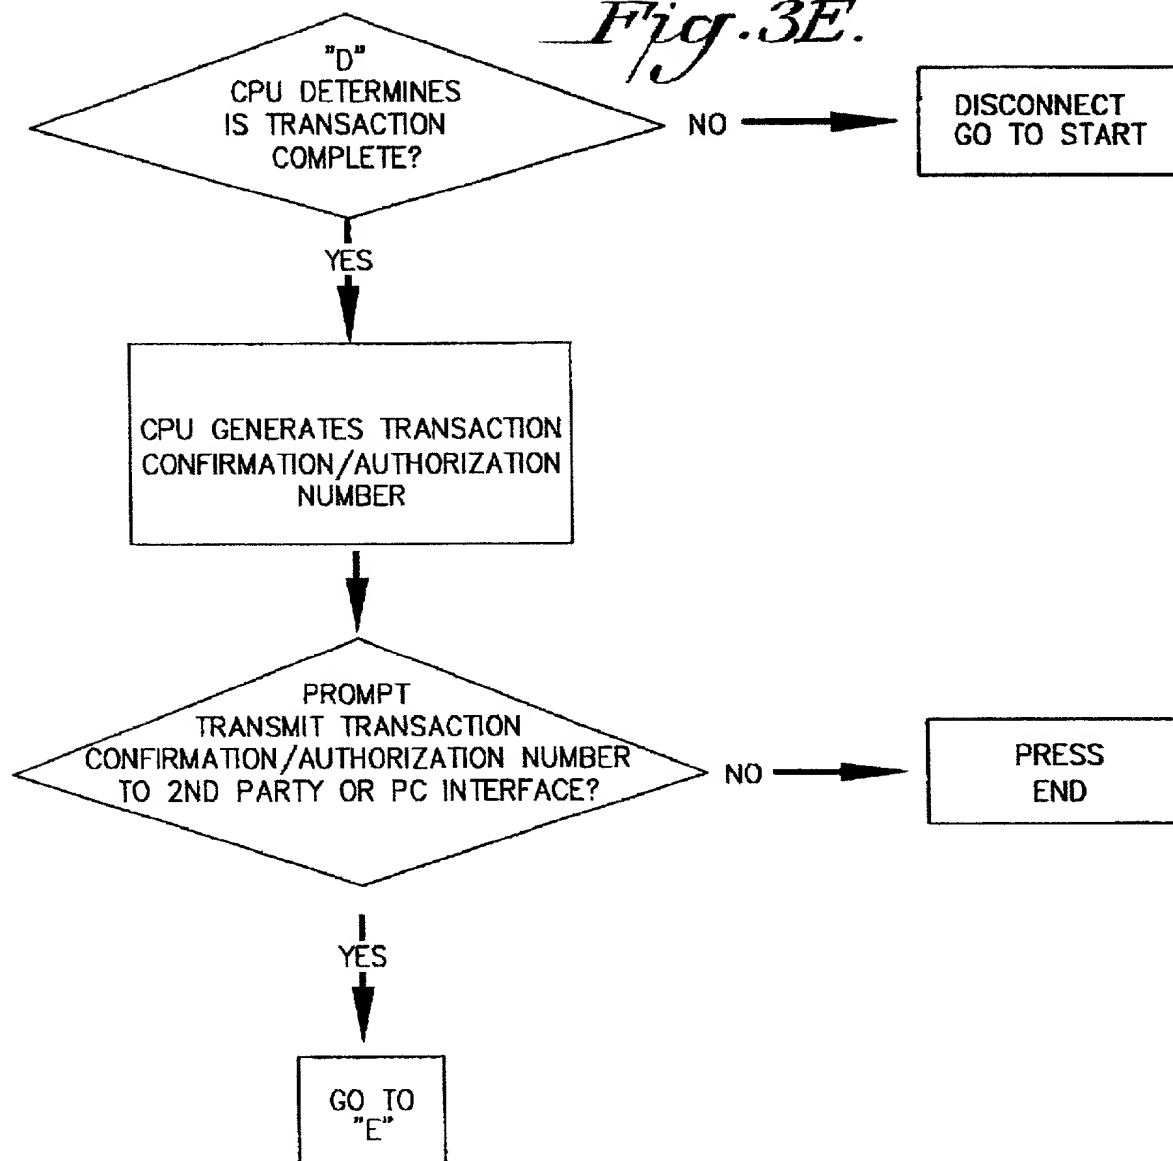 Fig.3E.
"D"
CPU DETERMINES
IS TRANSACTION
COMPLETE?
NO
DISCONNECT
GO TO START
YES
CPU GENERATES TRANSACTION
CONFIRMATION/AUTHORIZATION
NUMBER
PROMPT
TRANSMIT TRANSACTION
CONFIRMATION/AUTHORIZATION NUMBER
TO 2ND PARTY OR PC INTERFACE?
NO
PRESS
END
YES
GO TO
"E"